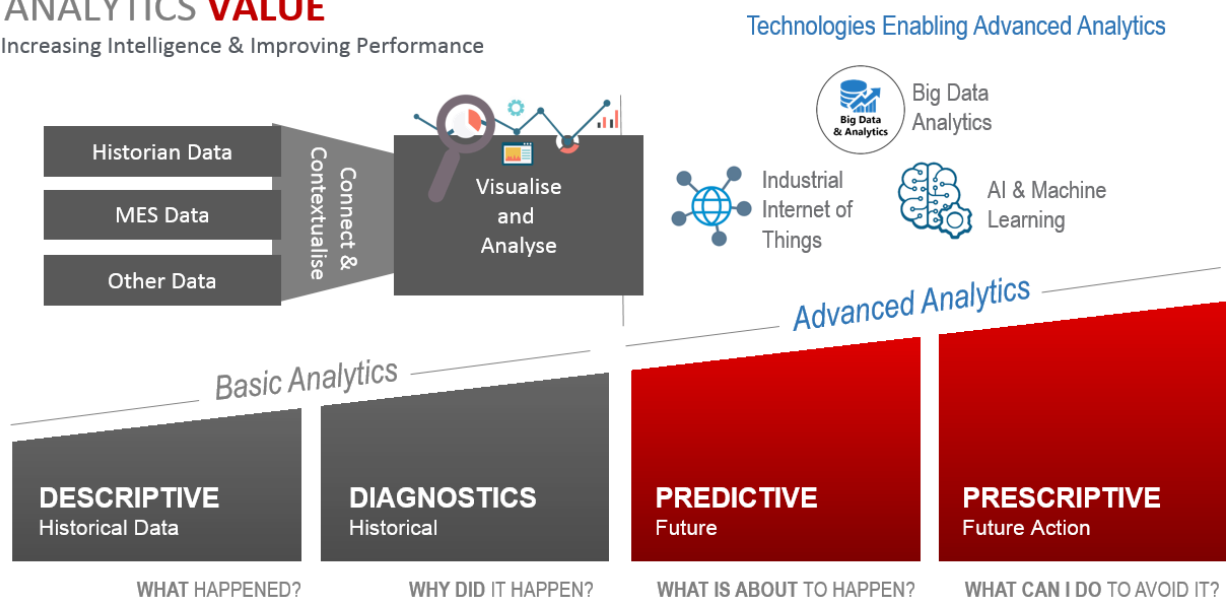 ANALYTICS VALUE
Increasing Intelligence & Improving Performance
Technologies Enabling Advanced Analytics
Big Data
& Analytics
Big Data
Analytics
Historian Data
MES Data
Other Data
Connect &
Contextualise
Visualise
and
Analyse
Industrial
Internet of
Things
AI & Machine
Learning
Basic Analytics
Advanced Analytics
DESCRIPTIVE
Historical Data
DIAGNOSTICS
Historical
PREDICTIVE
Future
PRESCRIPTIVE
Future Action
WHAT HAPPENED?
WHY DID IT HAPPEN?
WHAT IS ABOUT TO HAPPEN?
WHAT CAN I DO TO AVOID IT?